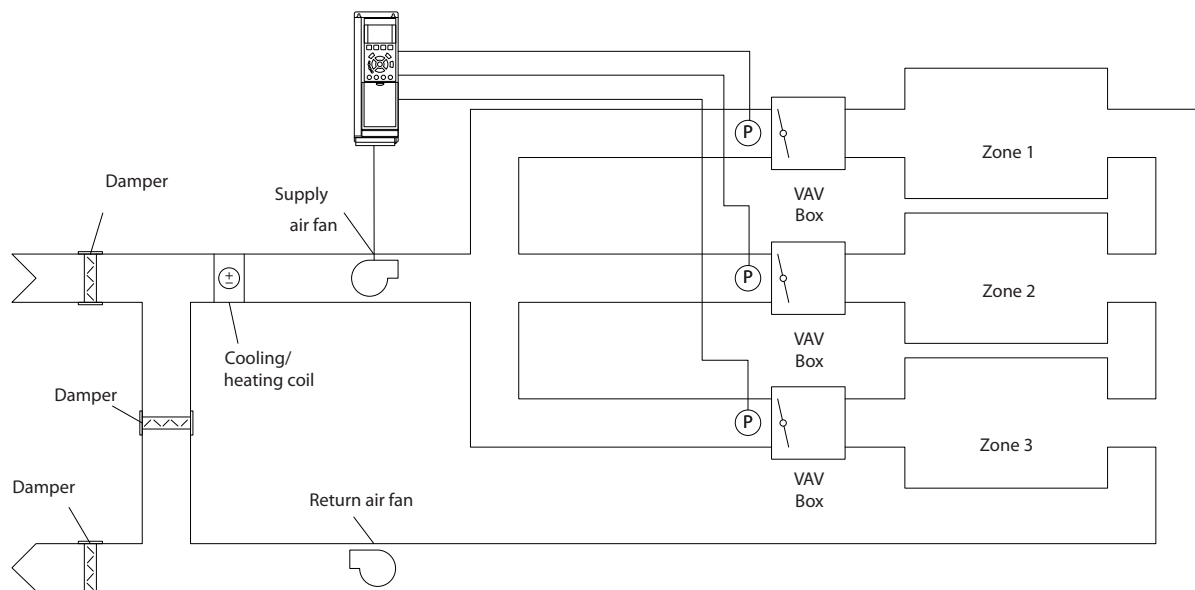 P
Zone 1
Damper
Supply
air fan
VAV
Box
P
Zone 2
±
VAV
Box
Cooling/
heating coil
Damper
P
Zone 3
VAV
Box
Damper
Return air fan